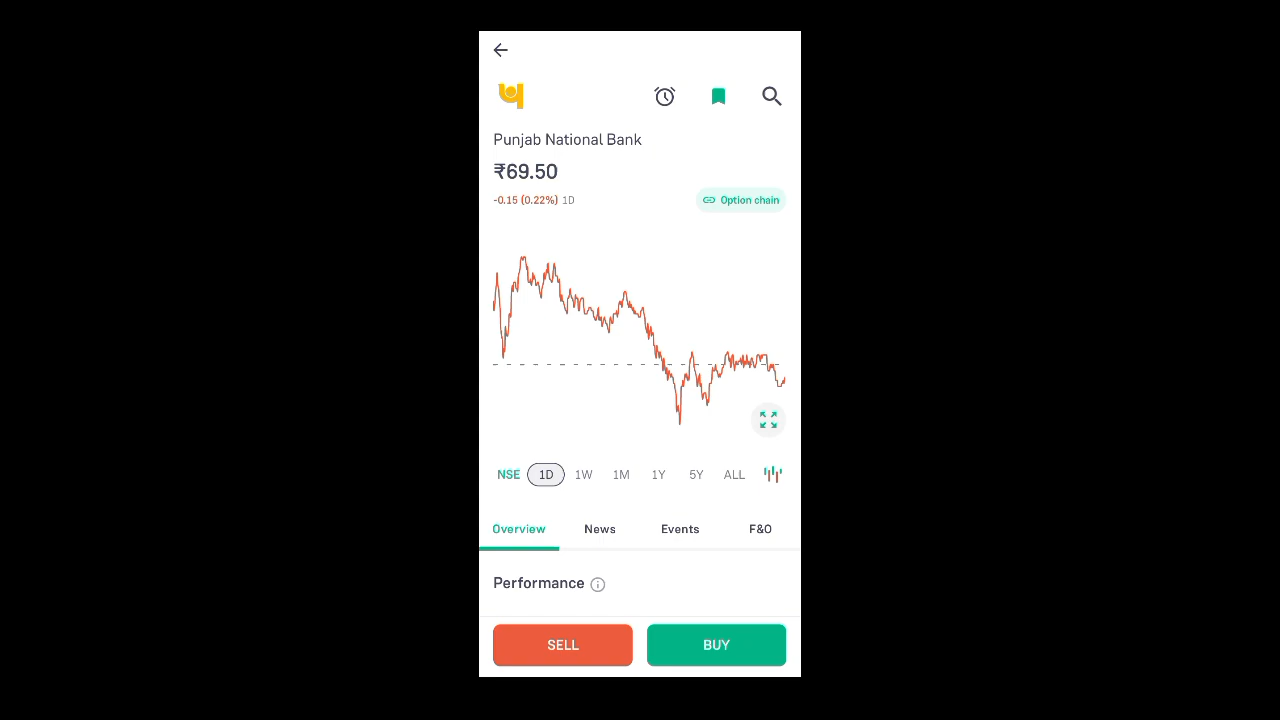 Punjab National Bank
₹69.50
-0.15 (0.22%) 1D
Option chain
NSE 1D 1W 1M 1Y 5Y ALL
Overview News Events F&O
Performance
SELL BUY